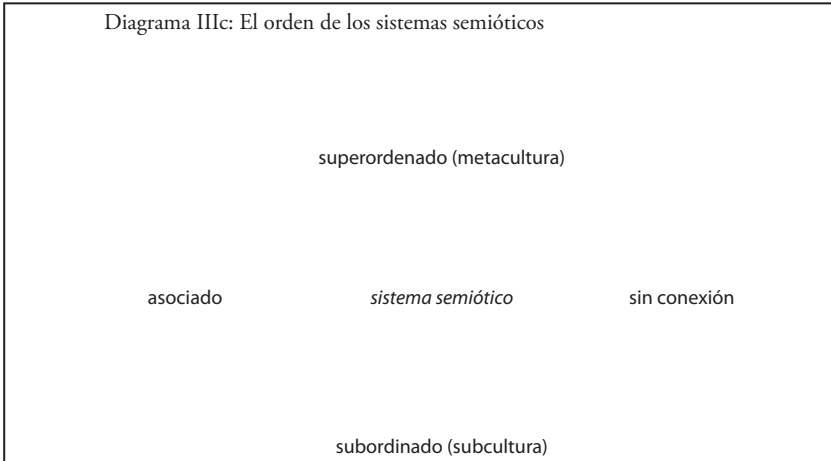 Diagrama IIIc: El orden de los sistemas semióticos
superordenado (metacultura)
asociado sistema semiótico sin conexión
subordinado (subcultura)